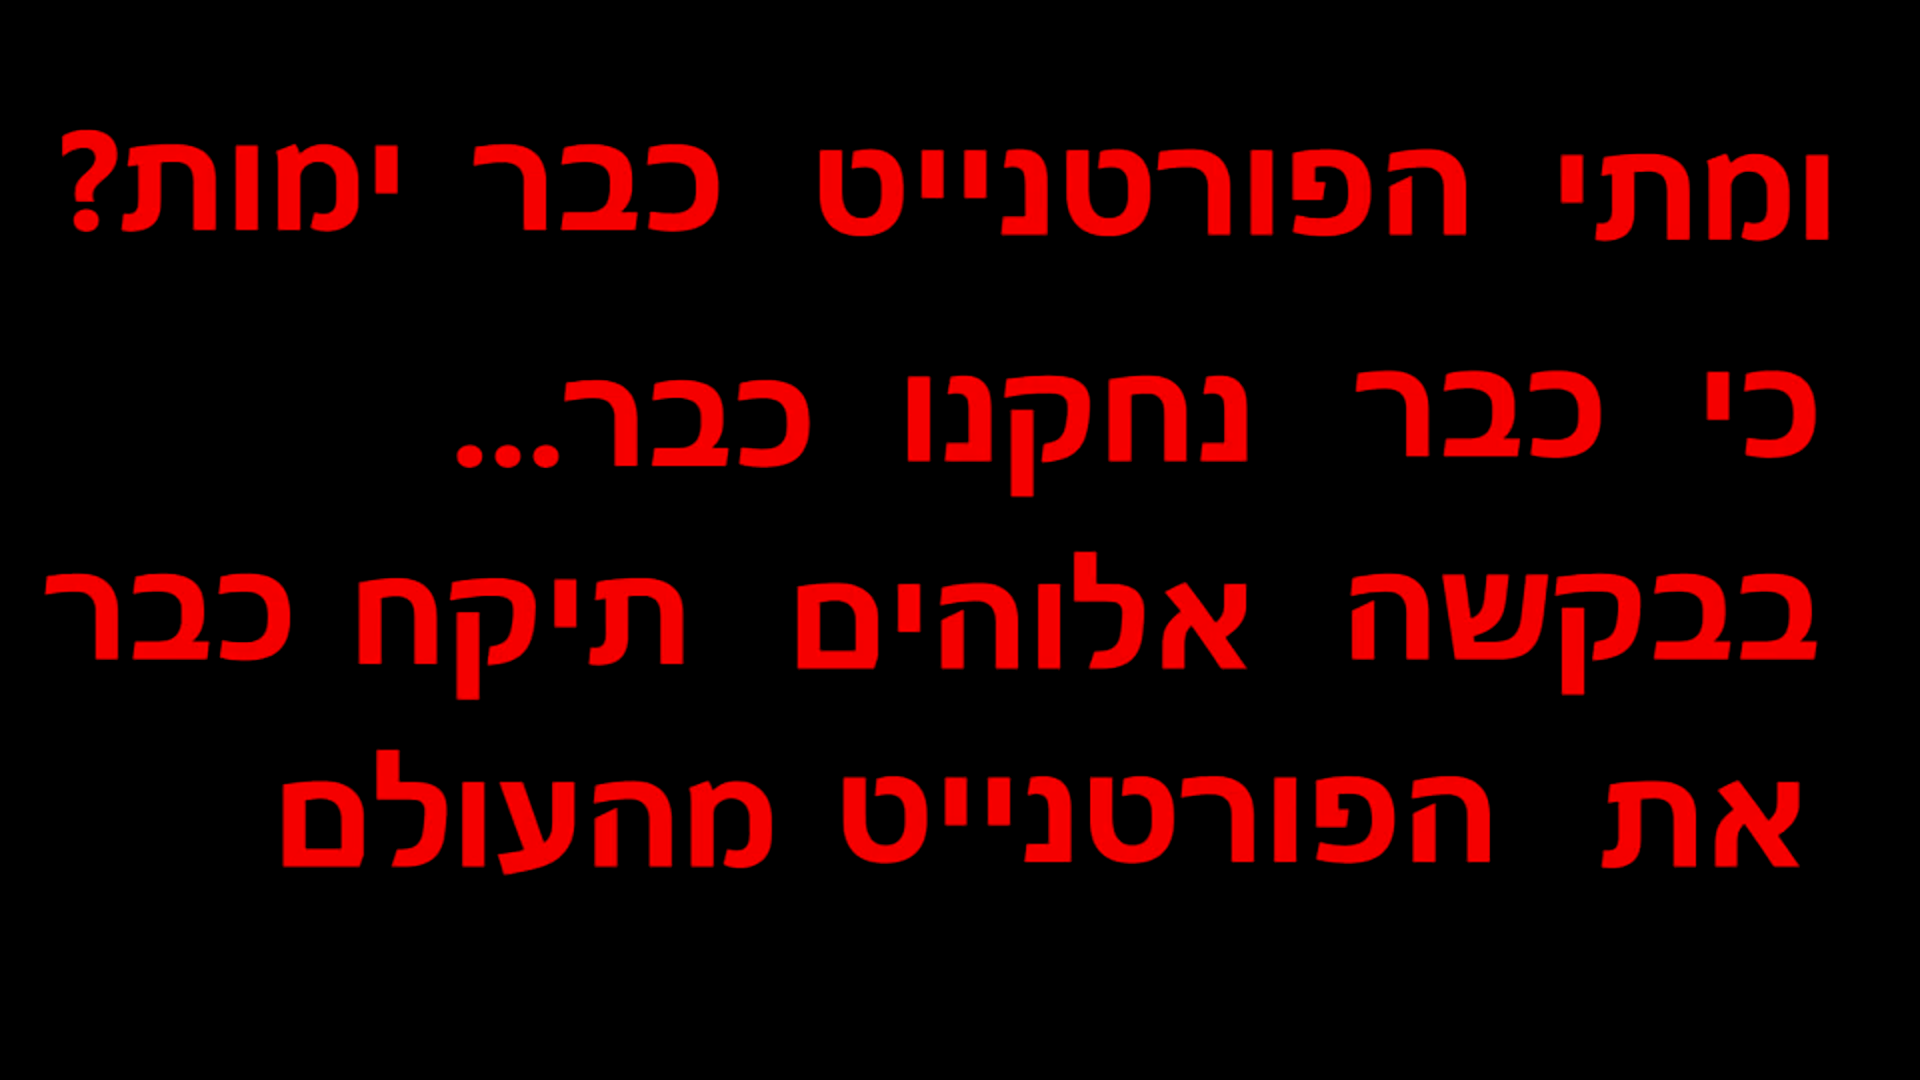 ומתי הפורטנייט כבר ימות?
כי כבר נחקנו כבר...
בבקשה אלוהים תיקח כבר
את הפורטנייט מהעולם